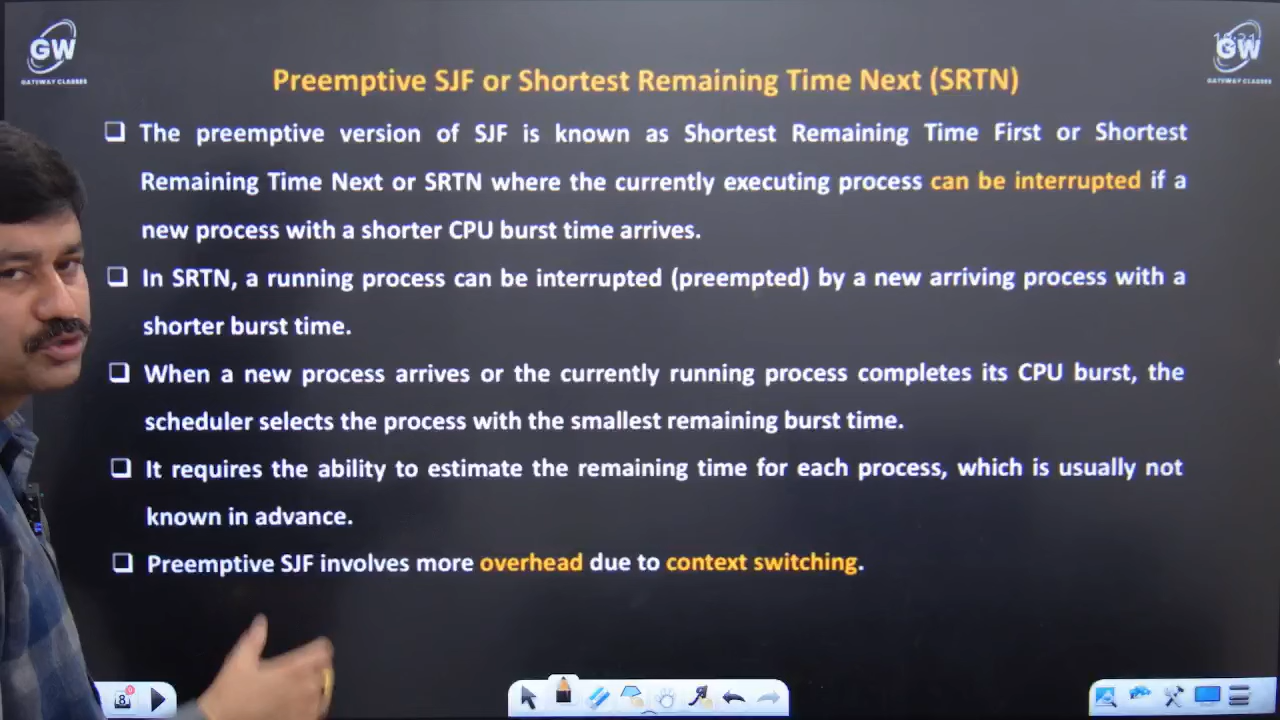 GW
GATEWAY CLASSES
GW
GATEWAY CLASSES
Preemptive SJF or Shortest Remaining Time Next (SRTN)
The preemptive version of SJF is known as Shortest Remaining Time First or Shortest
Remaining Time Next or SRTN where the currently executing process can be interrupted if a
new process with a shorter CPU burst time arrives.
In SRTN, a running process can be interrupted (preempted) by a new arriving process with a
shorter burst time.
When a new process arrives or the currently running process completes its CPU burst, the
scheduler selects the process with the smallest remaining burst time.
It requires the ability to estimate the remaining time for each process, which is usually not
known in advance.
Preemptive SJF involves more overhead due to context switching.
8